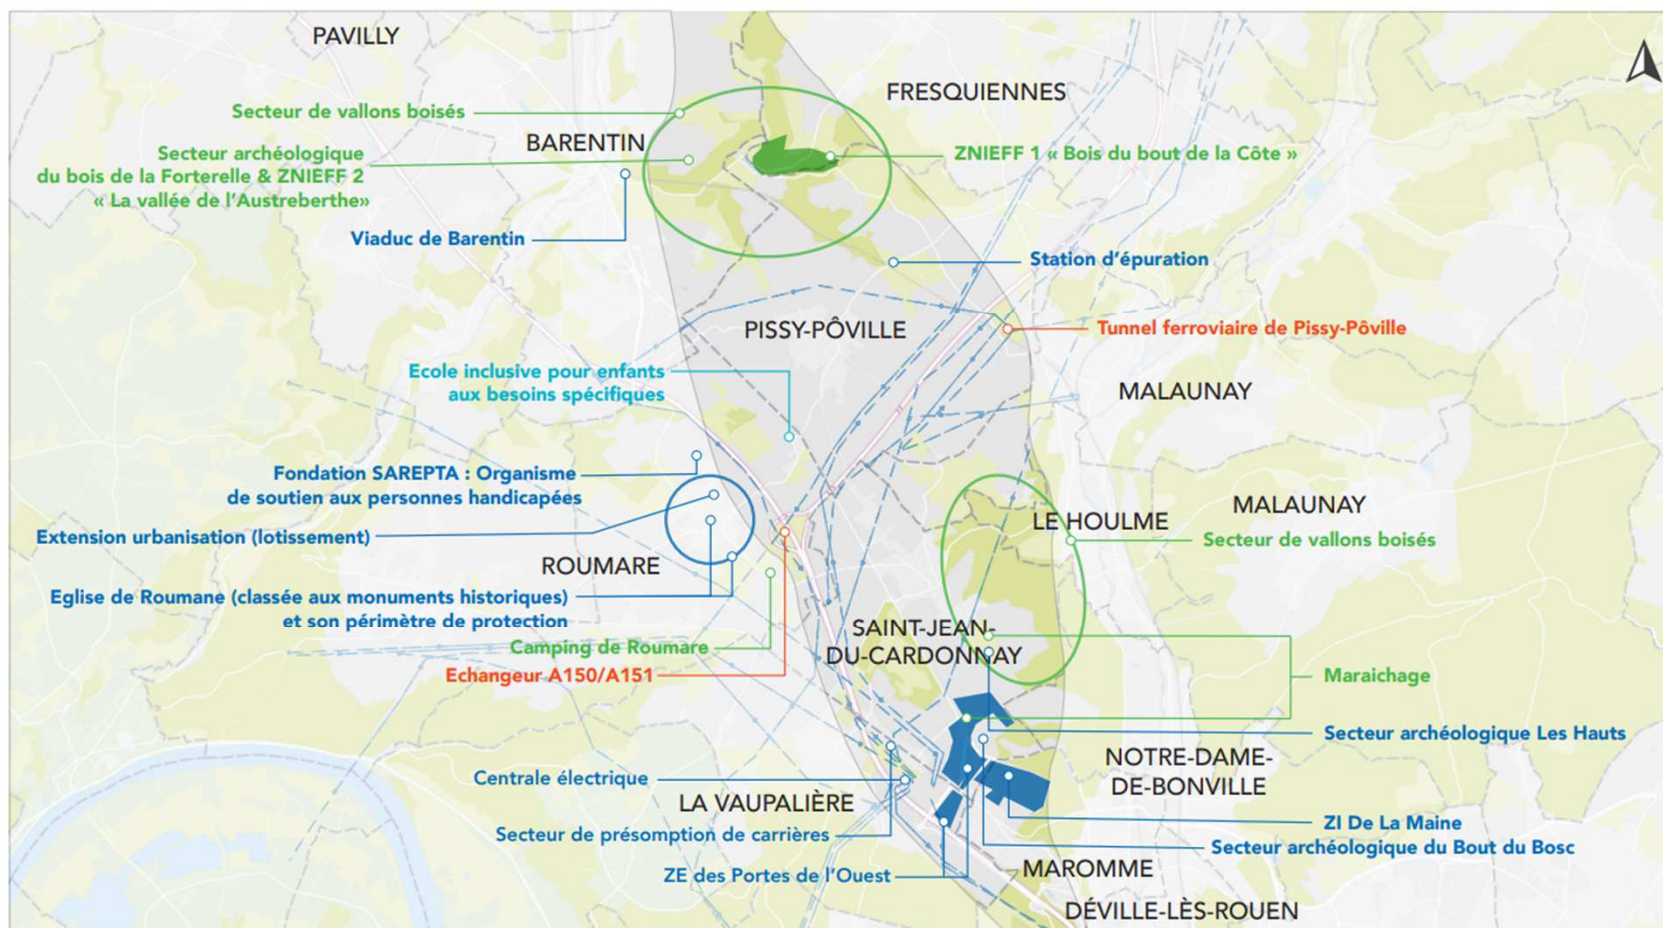 PAVILLY
FRESQUIENNES
Secteur de vallons boisés
BARENTIN
Secteur archéologique
du bois de la Forterelle & ZNIEFF 2
« La vallée de l'Austreberthe»
ZNIEFF 1 « Bois du bout de la Côte »
Viaduc de Barentin
Station d'épuration
PISSY-PÔVILLE
Tunnel ferroviaire de Pissy-Pôville
Ecole inclusive pour enfants
aux besoins spécifiques
MALAUNAY
Fondation SAREPTA : Organisme
de soutien aux personnes handicapées
MALAUNAY
LE HOULME
Extension urbanisation (lotissement)
Secteur de vallons boisés
ROUMARE
Eglise de Roumane (classée aux monuments historiques)
et son périmètre de protection
SAINT-JEAN-
DU-CARDONNAY
Camping de Roumare
Echangeur A150/A151
Maraichage
Secteur archéologique Les Hauts
NOTRE-DAME-
DE-BONVILLE
Centrale électrique
LA VAUPALIÈRE
ZI De La Maine
Secteur de présomption de carrières
Secteur archéologique du Bout du Bosc
ZE des Portes de l'Ouest
MAROMME
DÉVILLE-LÈS-ROUEN